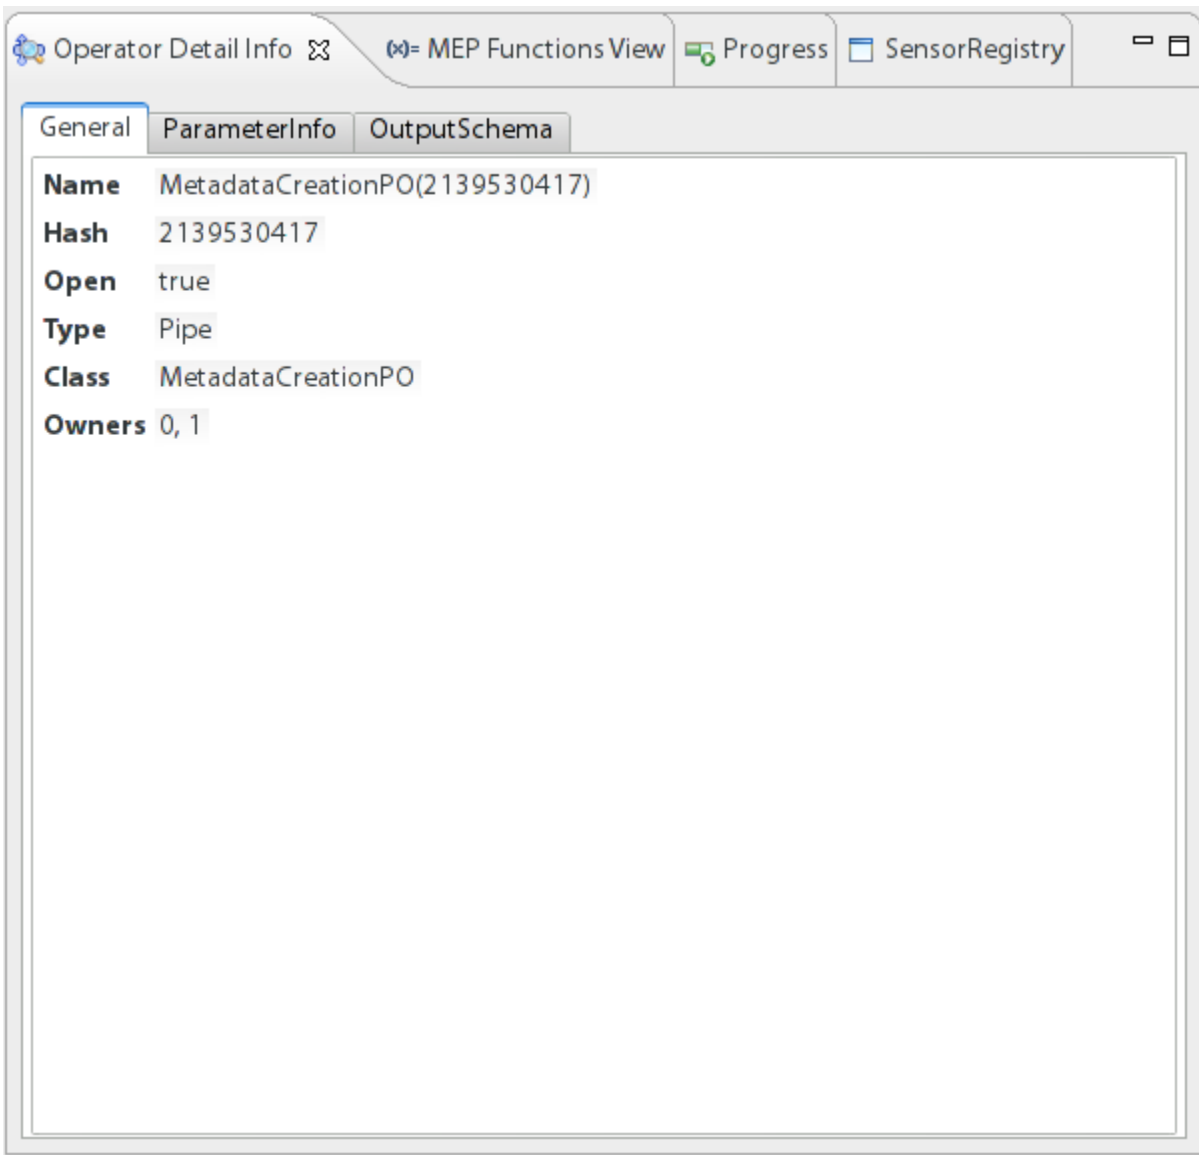 Operator Detail Info (x)= MEP Functions View Progress SensorRegistry
General ParameterInfo OutputSchema
Name MetadataCreationPO(2139530417)
Hash 2139530417
Open true
Type Pipe
Class MetadataCreationPO
Owners 0, 1